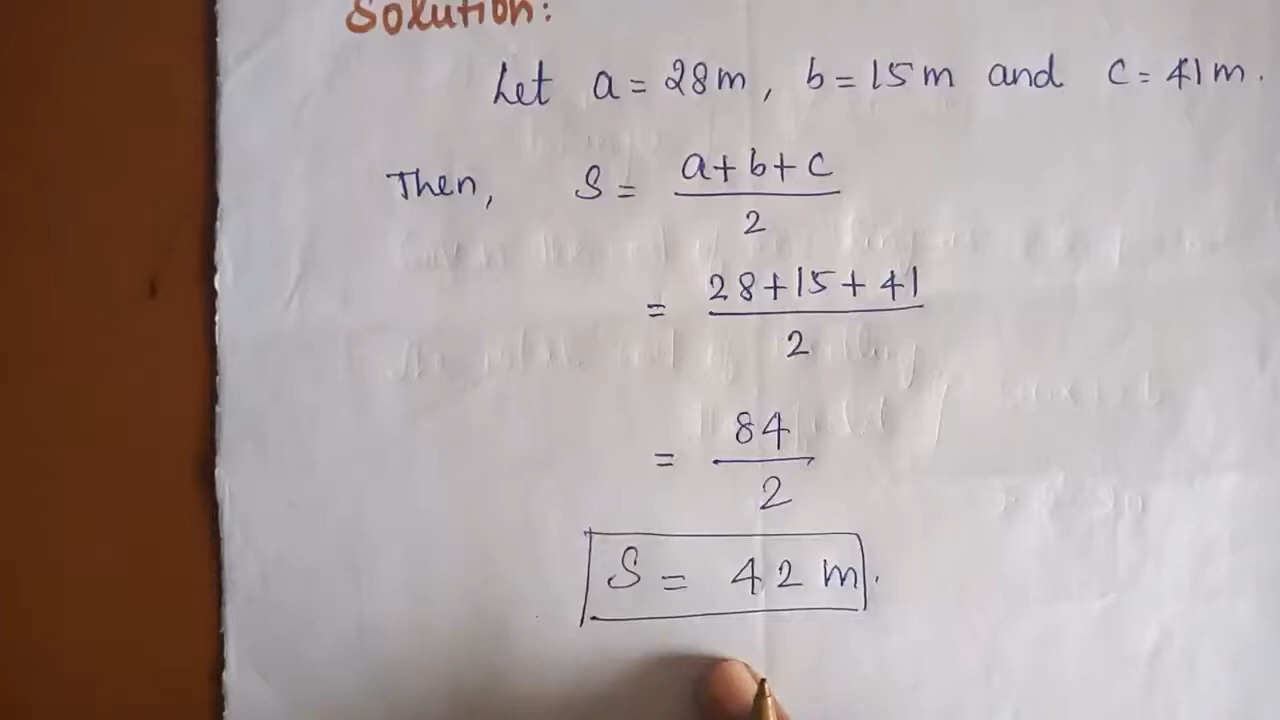 Solution:
Let a = 28m, b = 15m and c = 41m.
Then, S = a+b+c
2
= 28+15+41
2
= 84
2
S = 42 m.